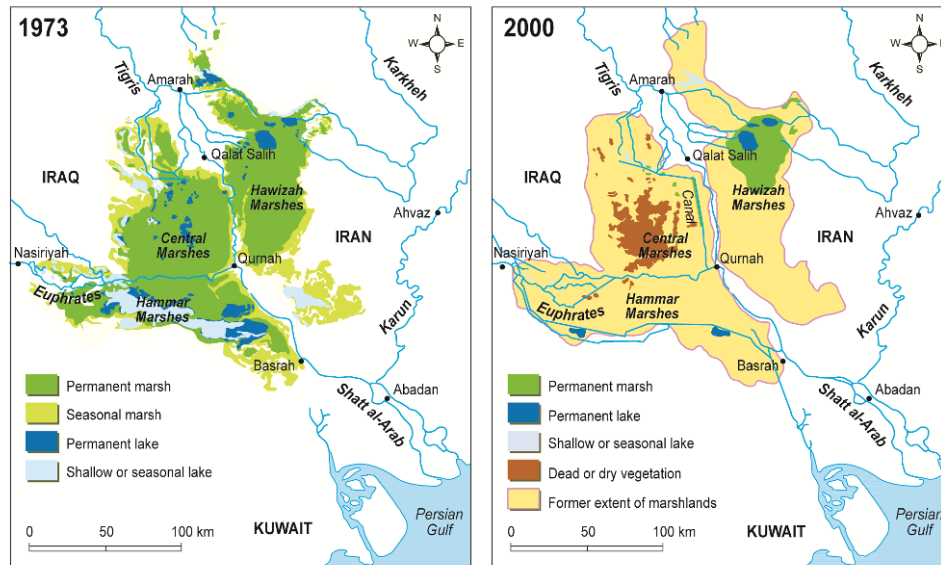 1973
N
W E
S
Tigris
Karkheh
Amarah
Qalat Salih
IRAQ
Hawizah
Marshes
Ahvaz
Central
Marshes
IRAN
Nasiriyah
Qurnah
Euphrates
Hammar
Marshes
Karun
Basrah
Abadan
Shatt al-Arab
Permanent marsh
Seasonal marsh
Permanent lake
Shallow or seasonal lake
0 50 100 km
KUWAIT
Persian
Gulf
2000
N
W E
S
Tigris
Karkheh
Amarah
Qalat Salih
IRAQ
Hawizah
Marshes
Canal
Ahvaz
Central
Marshes
IRAN
Nasiriyah
Qurnah
Euphrates
Hammar
Marshes
Karun
Basrah
Abadan
Shatt al-Arab
Permanent marsh
Permanent lake
Shallow or seasonal lake
Dead or dry vegetation
Former extent of marshlands
0 50 100 km
KUWAIT
Persian
Gulf